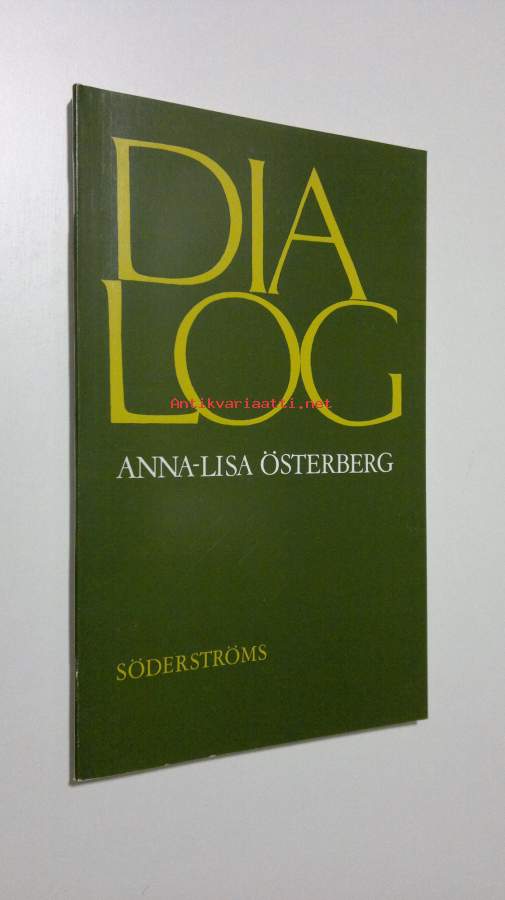 DIA
LOG
Antikvariaatti.net
ANNA-LISA ÖSTERBERG
SÖDERSTRÖMS